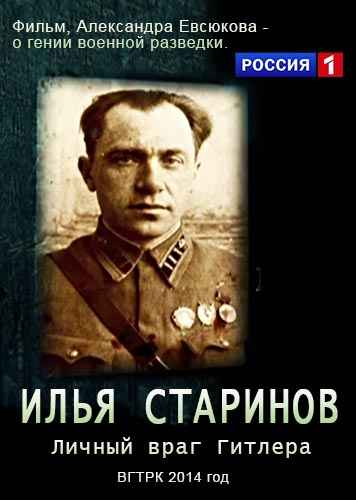 Фильм, Александра Евсюкова -
о гении военной разведки.
РОССИЯ 1
ИЛЬЯ СТАРИНОВ
Личный враг Гитлера
ВГТРК 2014 год